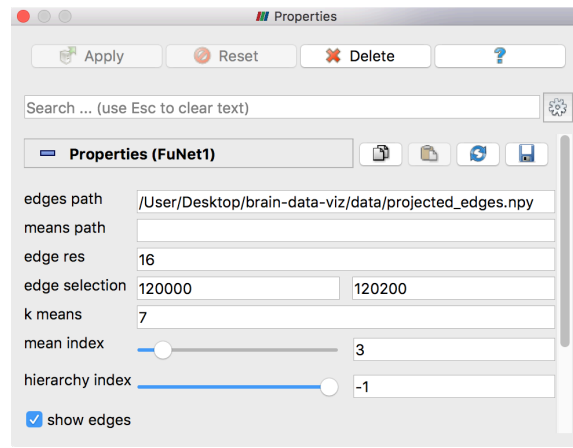 Properties
Apply Reset Delete ?
Search ... (use Esc to clear text)
Properties (FuNet1)
edges path /User/Desktop/brain-data-viz/data/projected_edges.npy
means path
edge res 16
edge selection 120000 120200
k means 7
mean index 3
hierarchy index -1
show edges